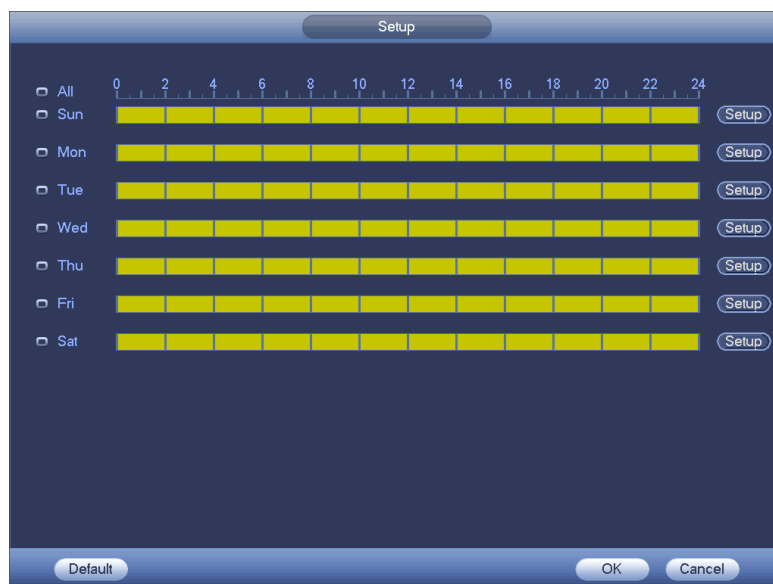 Setup
All 0 2 4 6 8 10 12 14 16 18 20 22 24
Sun Setup
Mon Setup
Tue Setup
Wed Setup
Thu Setup
Fri Setup
Sat Setup
Default OK Cancel